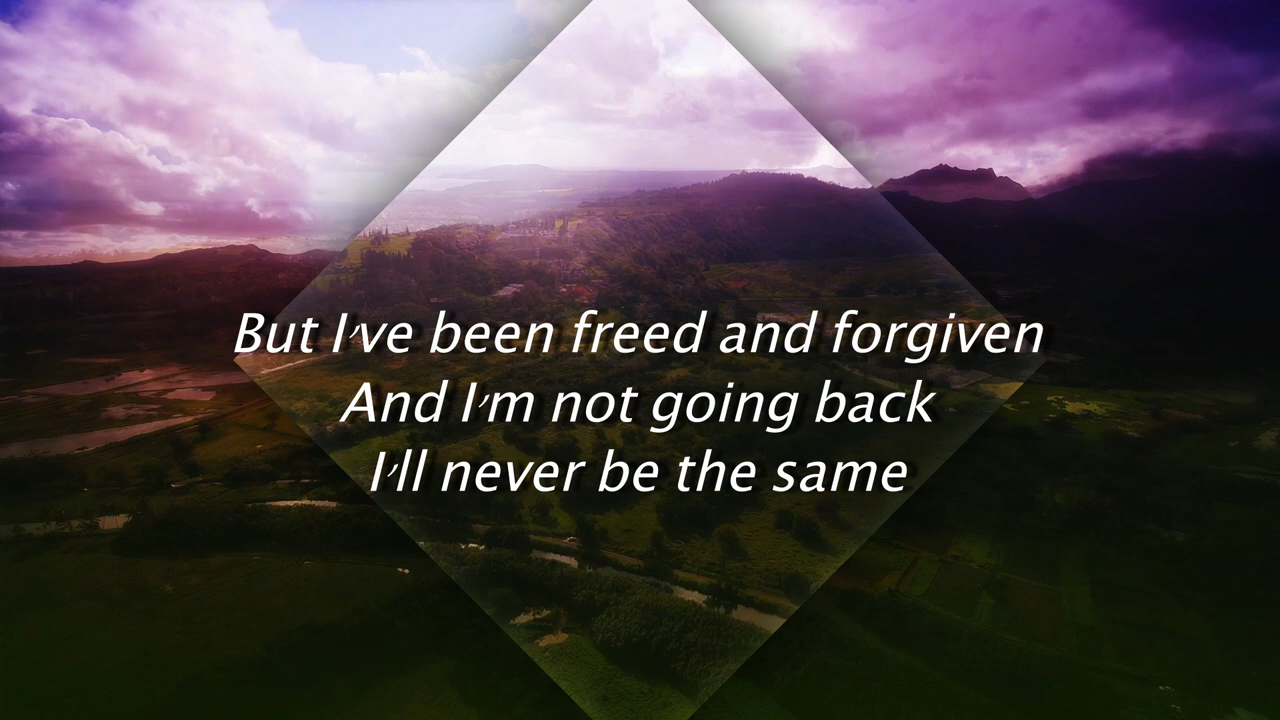 But I've been freed and forgiven
And I'm not going back
I'll never be the same